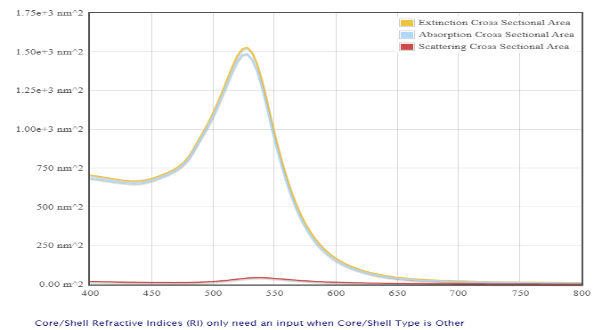 1.75e+3 nm^2
1.50e+3 nm^2
1.25e+3 nm^2
1.00e+3 nm^2
750 nm^2
500 nm^2
250 nm^2
0.00 m^2
Extinction Cross Sectional Area
Absorption Cross Sectional Area
Scattering Cross Sectional Area
400 450 500 550 600 650 700 750 800
Core/Shell Refractive Indices (RI) only need an input when Core/Shell Type is Other